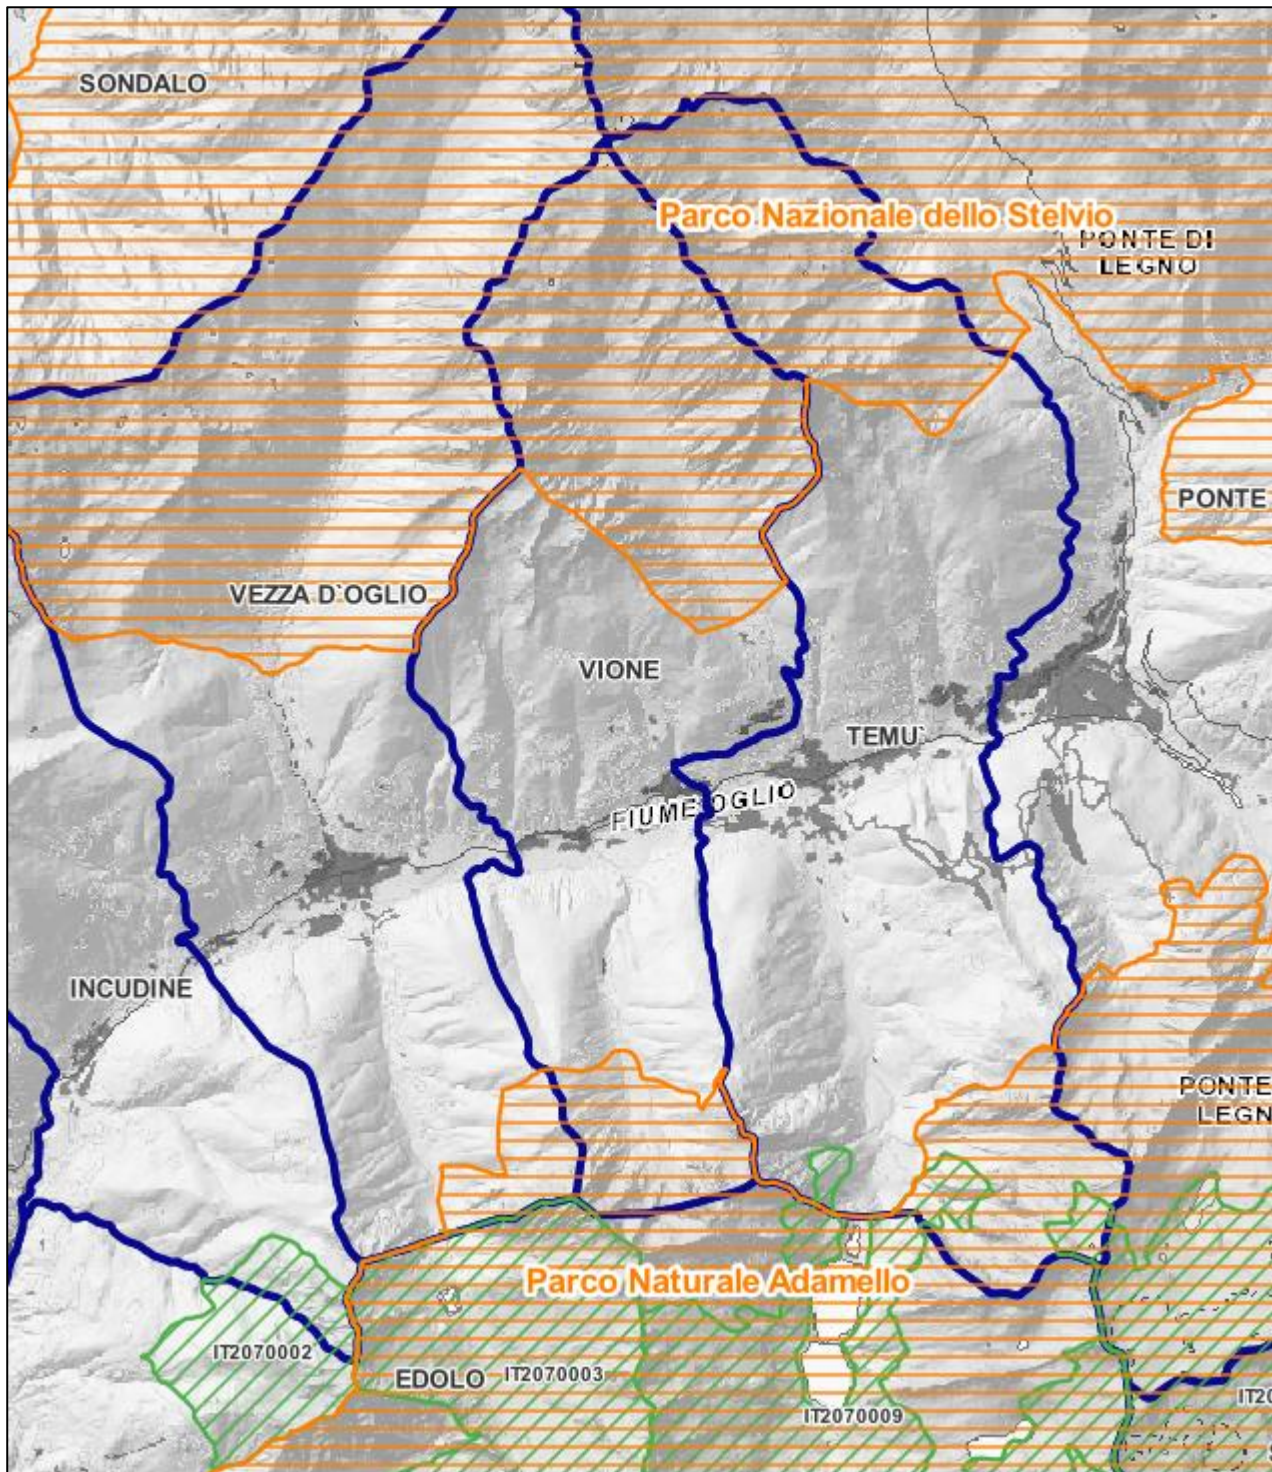 SONDALO
Parco Nazionale dello Stelvio
PONTE DI
LEGNO
PONTE
VEZZA D`OGLIO
VIONE
TEMU`
FIUME OGLIO
INCUDINE
PONTE
LEGN
Parco Naturale Adamello
IT2070002
EDOLO
IT2070003
IT2070009
IT20